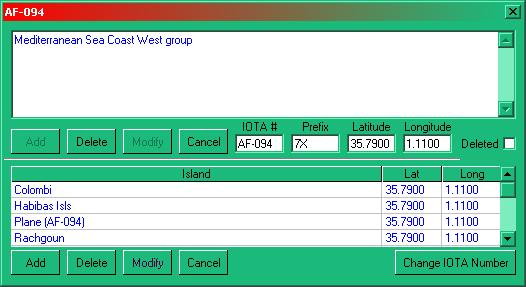 AF-094
Mediterranean Sea Coast West group
IOTA # Prefix Latitude Longitude
Add Delete Modify Cancel AF-094 7X 35.7900 1.1100 Deleted
Island Lat Long
Colombi 35.7900 1.1100
Habibas Isls 35.7900 1.1100
Plane (AF-094) 35.7900 1.1100
Rachgoun 35.7900 1.1100
Add Delete Modify Cancel Change IOTA Number